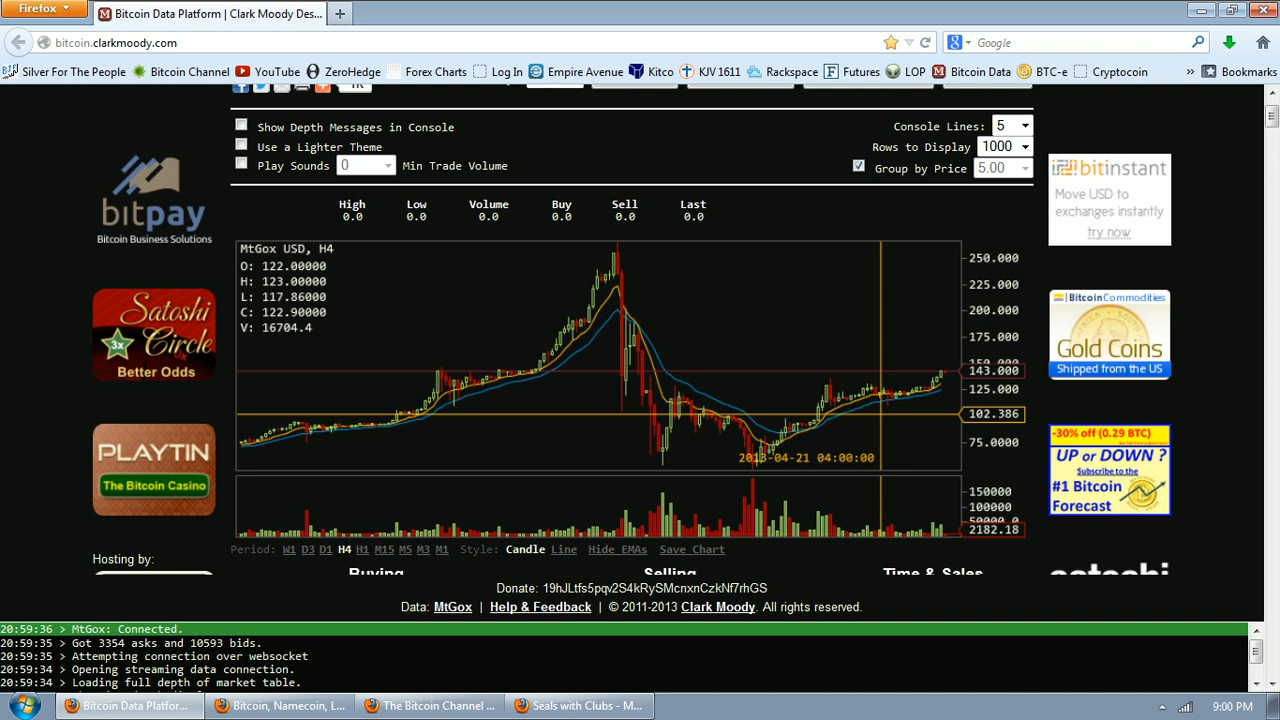 Firefox
Bitcoin Data Platform | Clark Moody Des...
bitcoin.clarkmoody.com
Google
Silver For The People
Bitcoin Channel
YouTube
ZeroHedge
Forex Charts
Log In
Empire Avenue
Kitco
KJV 1611
Rackspace
Futures
LOP
Bitcoin Data
BTC-e
Cryptocoin
»
Bookmarks
Show Depth Messages in Console
Console Lines: 5
Use a Lighter Theme
Rows to Display 1000
Play Sounds 0 Min Trade Volume
Group by Price 5.00
High Low Volume Buy Sell Last
0.0 0.0 0.0 0.0 0.0 0.0
bitpay
Bitcoin Business Solutions
bitinstant
Move USD to
exchanges instantly
try now
MtGox USD, H4
O: 122.00000
H: 123.00000
L: 117.86000
C: 122.90000
V: 16704.4
250.000
225.000
200.000
175.000
150.000
143.000
125.000
102.386
75.0000
2013-04-21 04:00:00
150000
100000
50000.0
2182.18
Satoshi
Circle
3x
Better Odds
BitcoinCommodities
Gold Coins
Shipped from the US
PLAYTIN
The Bitcoin Casino
-30% off (0.29 BTC)
UP or DOWN ?
Subscribe to the
#1 Bitcoin
Forecast
Period: W1 D3 D1 H4 H1 M15 M5 M3 M1 Style: Candle Line Hide EMAs Save Chart
Hosting by:
Buying
Selling
Time & Sales
satoshi
Donate: 19hJLtfs5pqv2S4kRySMcnxnCzkNf7rhGS
Data: MtGox | Help & Feedback | © 2011-2013 Clark Moody. All rights reserved.
20:59:36 > MtGox: Connected.
20:59:35 > Got 3354 asks and 10593 bids.
20:59:35 > Attempting connection over websocket
20:59:34 > Opening streaming data connection.
20:59:34 > Loading full depth of market table.
Bitcoin Data Platfor...
Bitcoin, Namecoin, L...
The Bitcoin Channel ...
Seals with Clubs - M...
9:00 PM